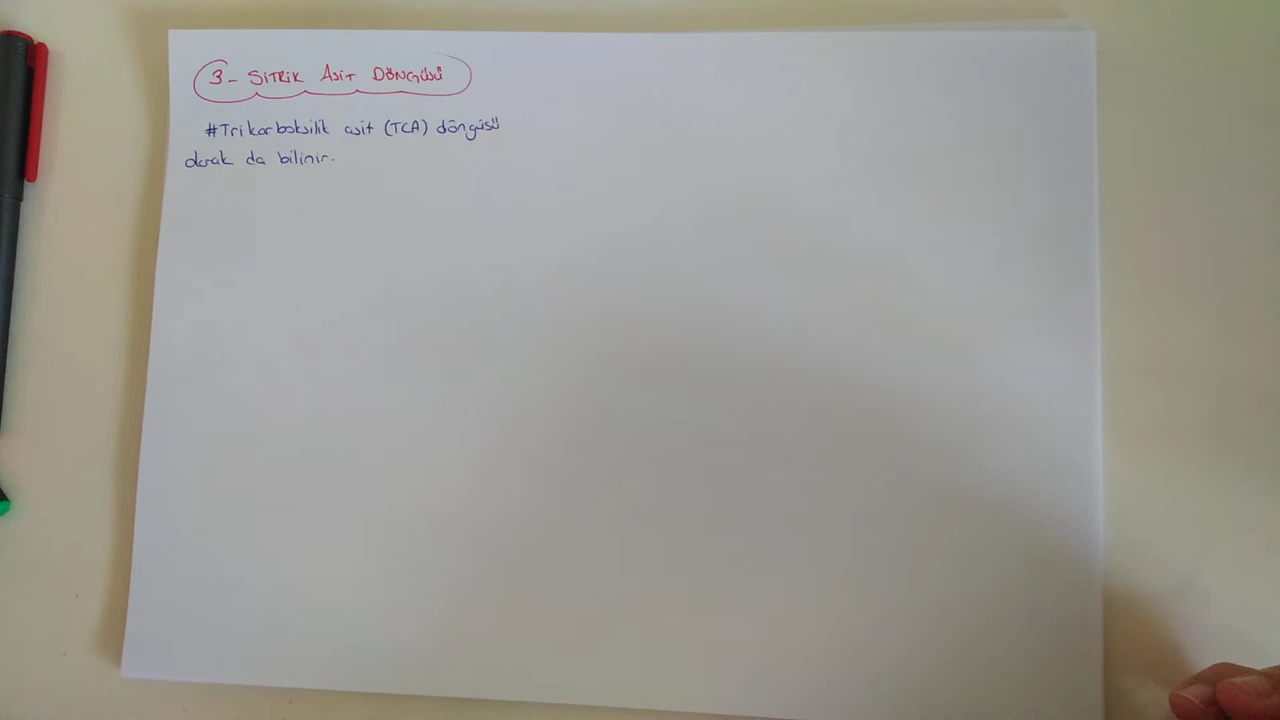 3- SİTRİK ASİT DÖNGÜSÜ
#Trikarboksilik asit (TCA) döngüsü
olarak da bilinir.